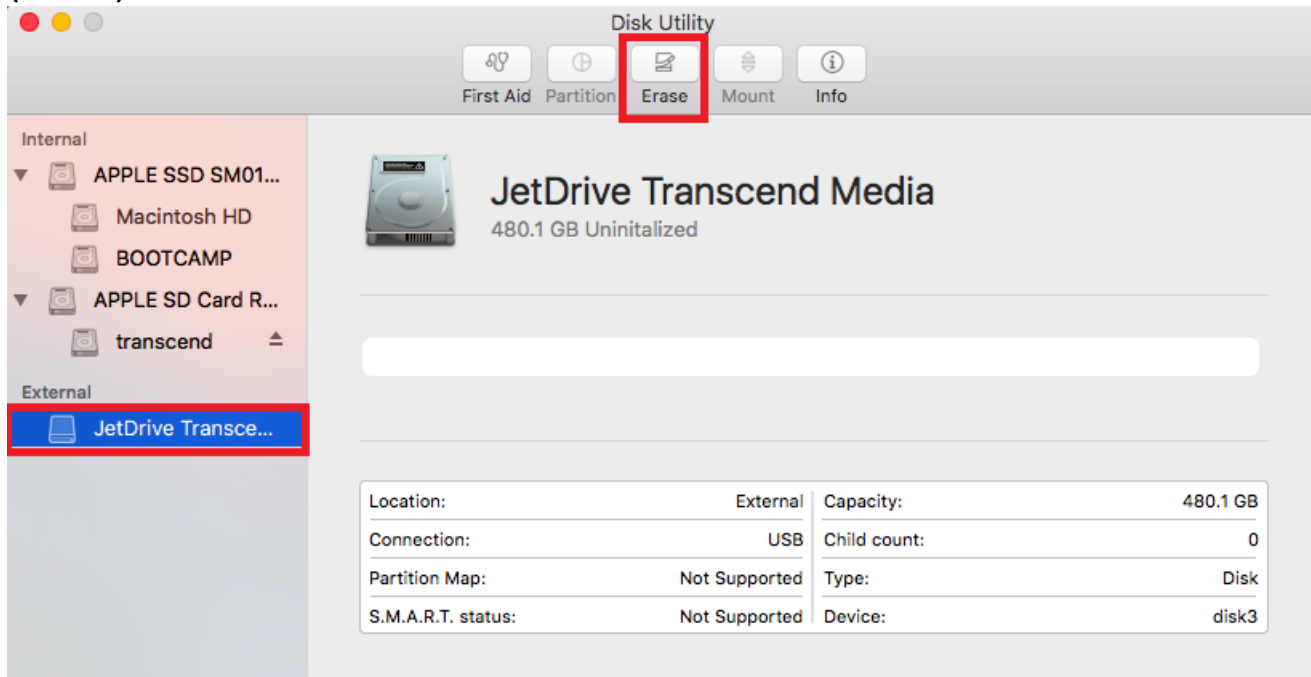 Disk Utility
First Aid Partition Erase Mount Info
Internal
APPLE SSD SM01...
Macintosh HD
BOOTCAMP
APPLE SD Card R...
transcend
External
JetDrive Transce...
JetDrive Transcend Media
480.1 GB Uninitalized
Location: External Capacity: 480.1 GB
Connection: USB Child count: 0
Partition Map: Not Supported Type: Disk
S.M.A.R.T. status: Not Supported Device: disk3